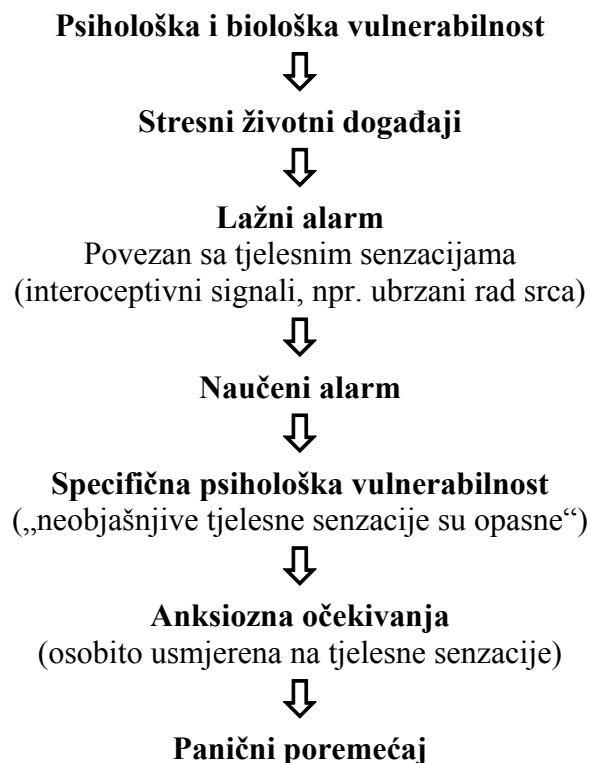 Psihološka i biološka vulnerabilnost
Stresni životni događaji
Lažni alarm
Povezan sa tjelesnim senzacijama
(interoceptivni signali, npr. ubrzani rad srca)
Naučeni alarm
Specifična psihološka vulnerabilnost
(„neobjašnjive tjelesne senzacije su opasne“)
Anksiozna očekivanja
(osobito usmjerena na tjelesne senzacije)
Panični poremećaj